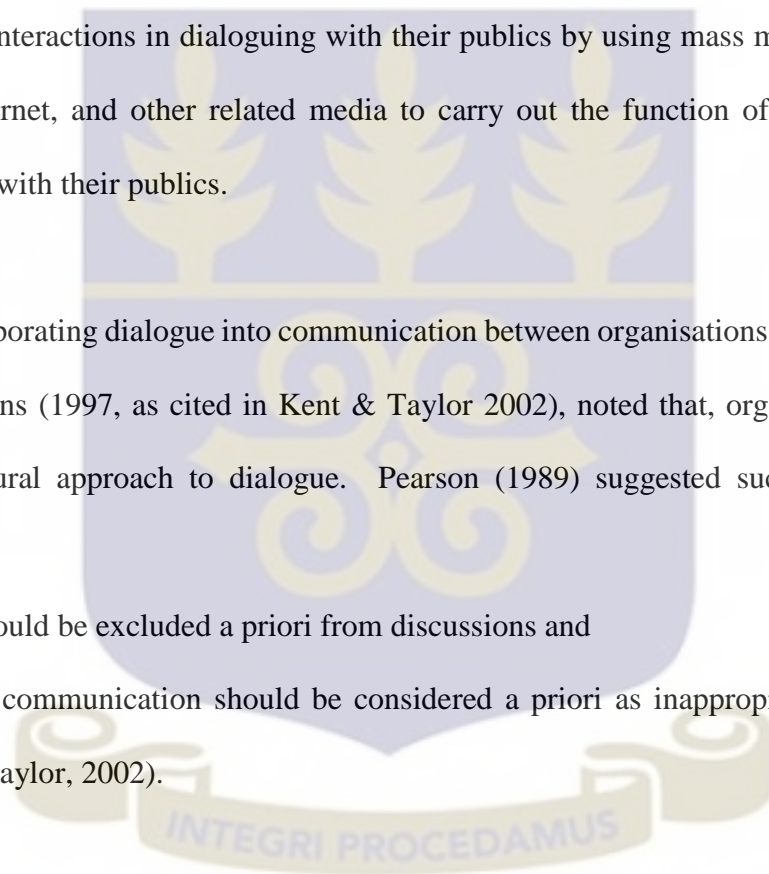 nteractions in dialoguing with their publics by using mass m
ernet, and other related media to carry out the function of
with their publics.
porating dialogue into communication between organisations
ns (1997, as cited in Kent & Taylor 2002), noted that, org
ural approach to dialogue. Pearson (1989) suggested suc
ould be excluded a priori from discussions and
communication should be considered a priori as inappropri
aylor, 2002).
INTEGRI PROCEDAMUS